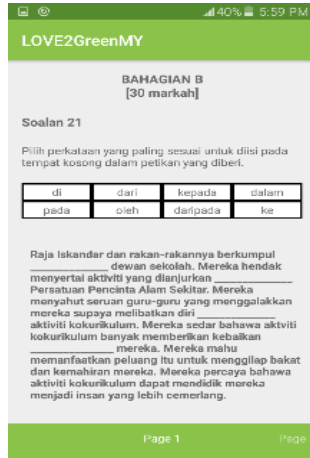 40% 5:59 PM
LOVE2GreenMY
BAHAGIAN B
[30 markah]
Soalan 21
Pilih perkataan yang paling sesuai untuk diisi pada
tempat kosong dalam petikan yang diberi.
di dari kepada dalam
pada oleh daripada ke
Raja Iskandar dan rakan-rakannya berkumpul
____________ dewan sekolah. Mereka hendak
menyertai aktiviti yang dianjurkan ____________
Persatuan Pencinta Alam Sekitar. Mereka
menyahut seruan guru-guru yang menggalakkan
mereka supaya melibatkan diri ____________
aktiviti kokurikulum. Mereka sedar bahawa aktviti
kokurikulum banyak memberikan kebaikan
____________ mereka. Mereka mahu
memanfaatkan peluang itu untuk menggilap bakat
dan kemahiran mereka. Mereka percaya bahawa
aktiviti kokurikulum dapat mendidik mereka
menjadi insan yang lebih cemerlang.
Page 1 Page